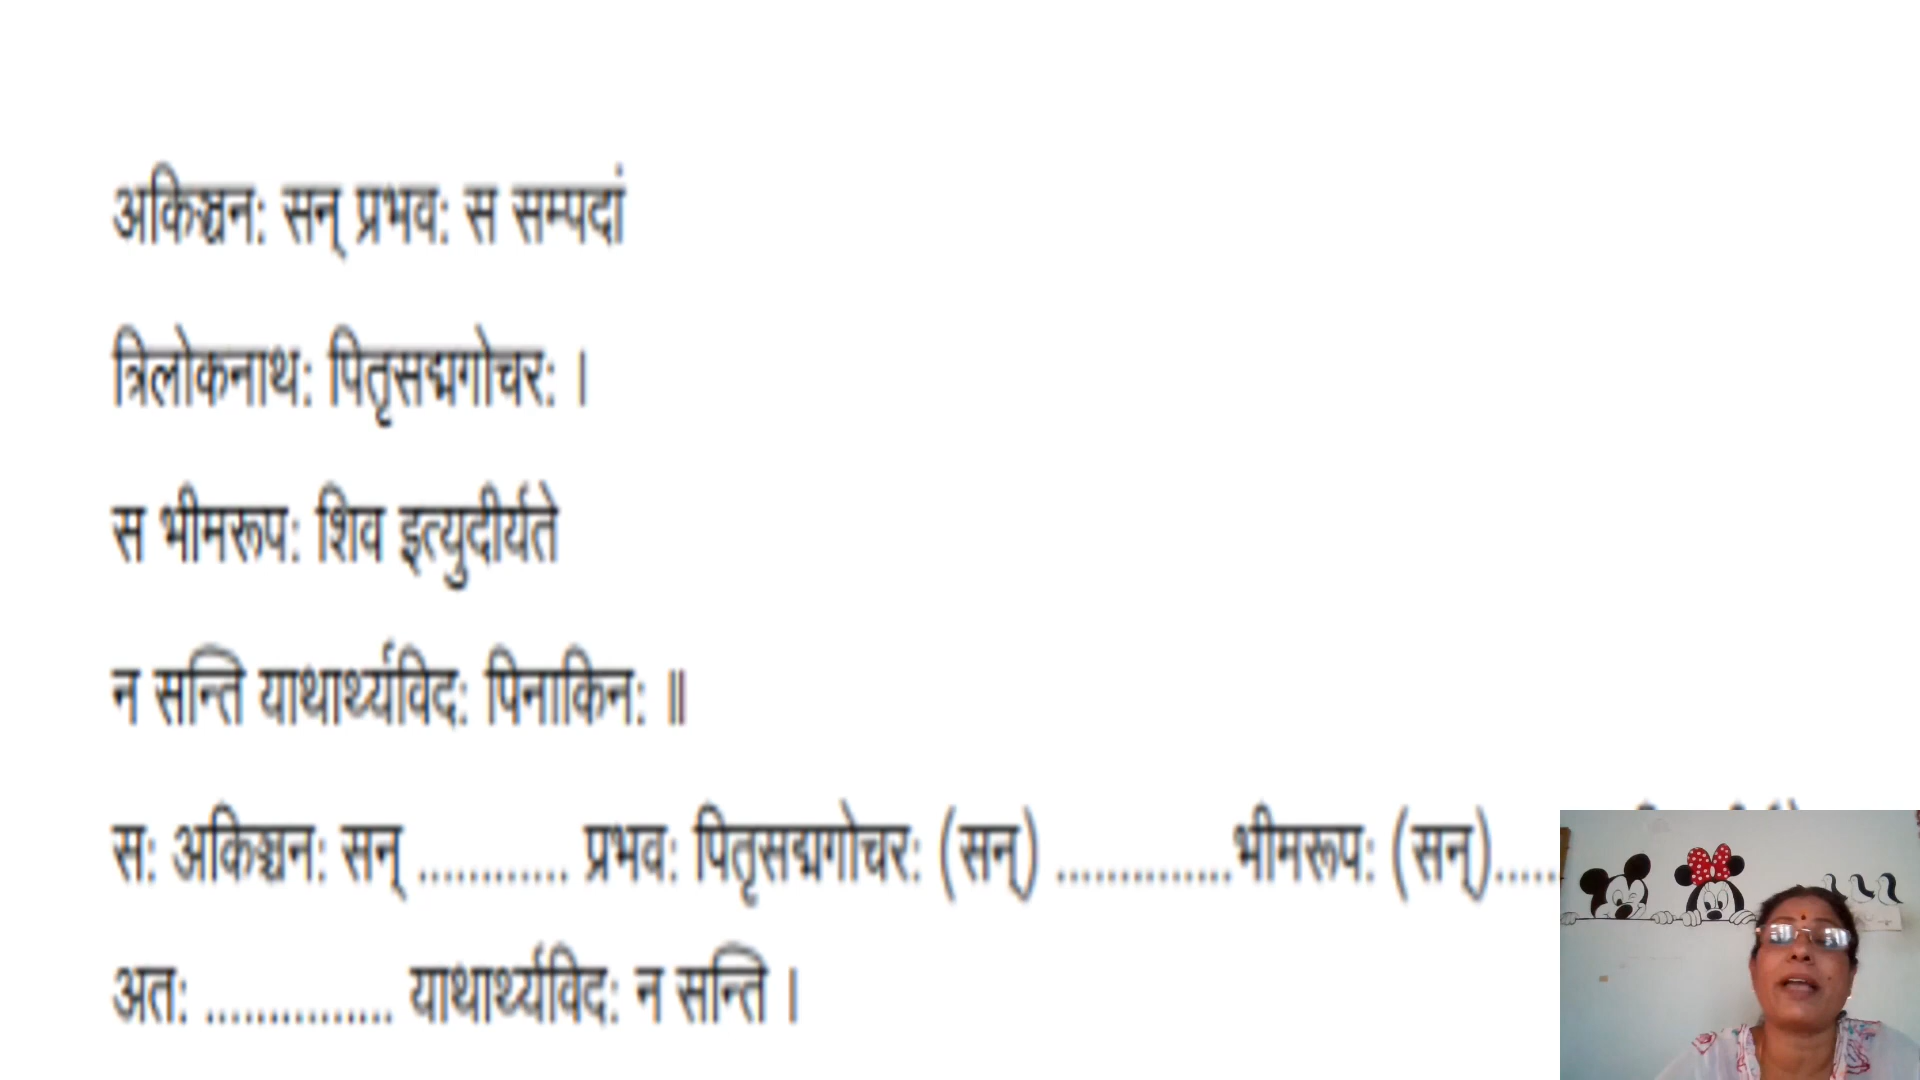 अकिञ्चन: सन् प्रभव: स सम्पदां
त्रिलोकनाथ: पितृसद्मगोचर: ।
स भीमरूप: शिव इत्युदीर्यते
न सन्ति याथार्थ्यविद: पिनाकिन: ॥
स: अकिञ्चन: सन् ............ प्रभव: पितृसद्मगोचर: (सन्) ..............भीमरूप: (सन्).....
अत: ............... याथार्थ्यविद: न सन्ति ।